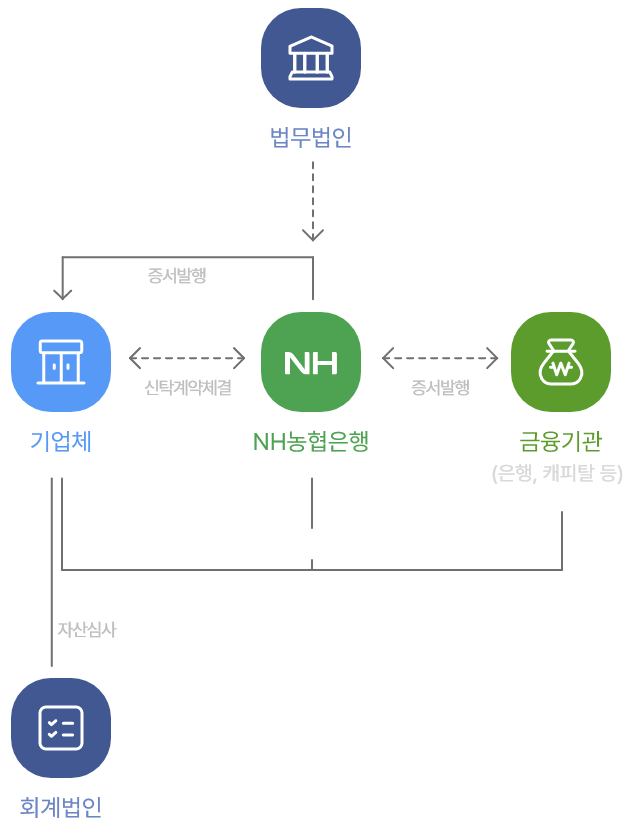 법무법인
증서발행
NH
신탁계약체결
증서발행
기업체
NH농협은행
금융기관
(은행, 캐피탈 등)
자산심사
회계법인